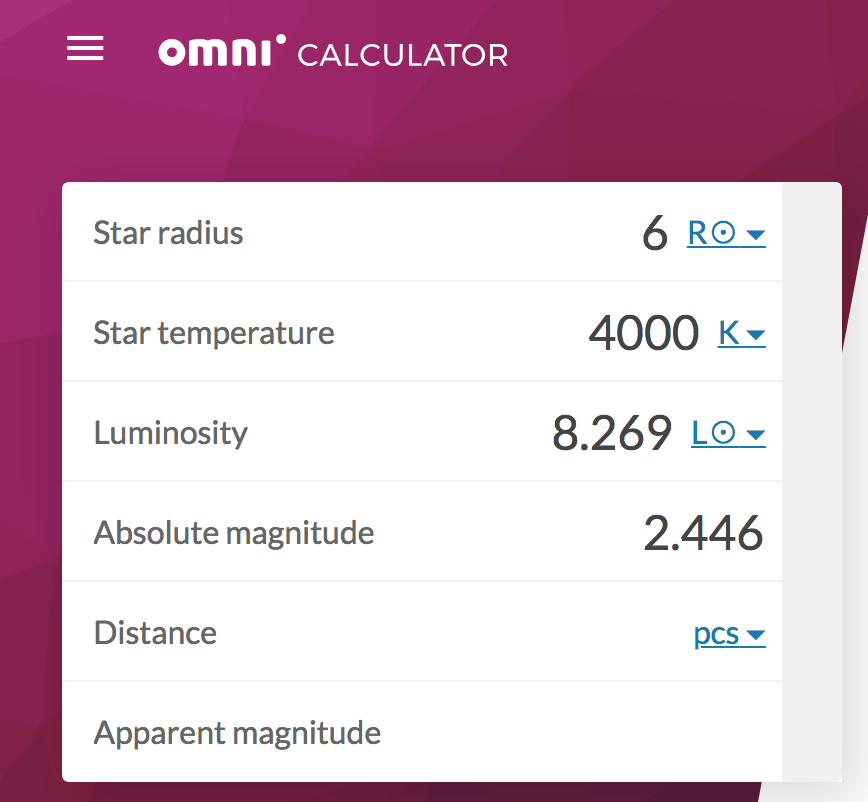 omni CALCULATOR
Star radius 6 R☉
Star temperature 4000 K
Luminosity 8.269 L☉
Absolute magnitude 2.446
Distance pcs
Apparent magnitude